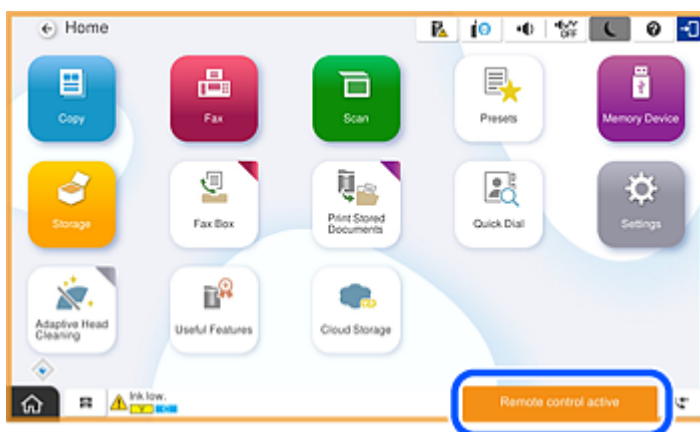 Home
OFF
Copy
Fax
Scan
Presets
Memory Device
Storage
Fax Box
Print Stored
Documents
Quick Dial
Settings
Adaptive Head
Cleaning
Useful Features
Cloud Storage
Ink low.
Y
Remote control active